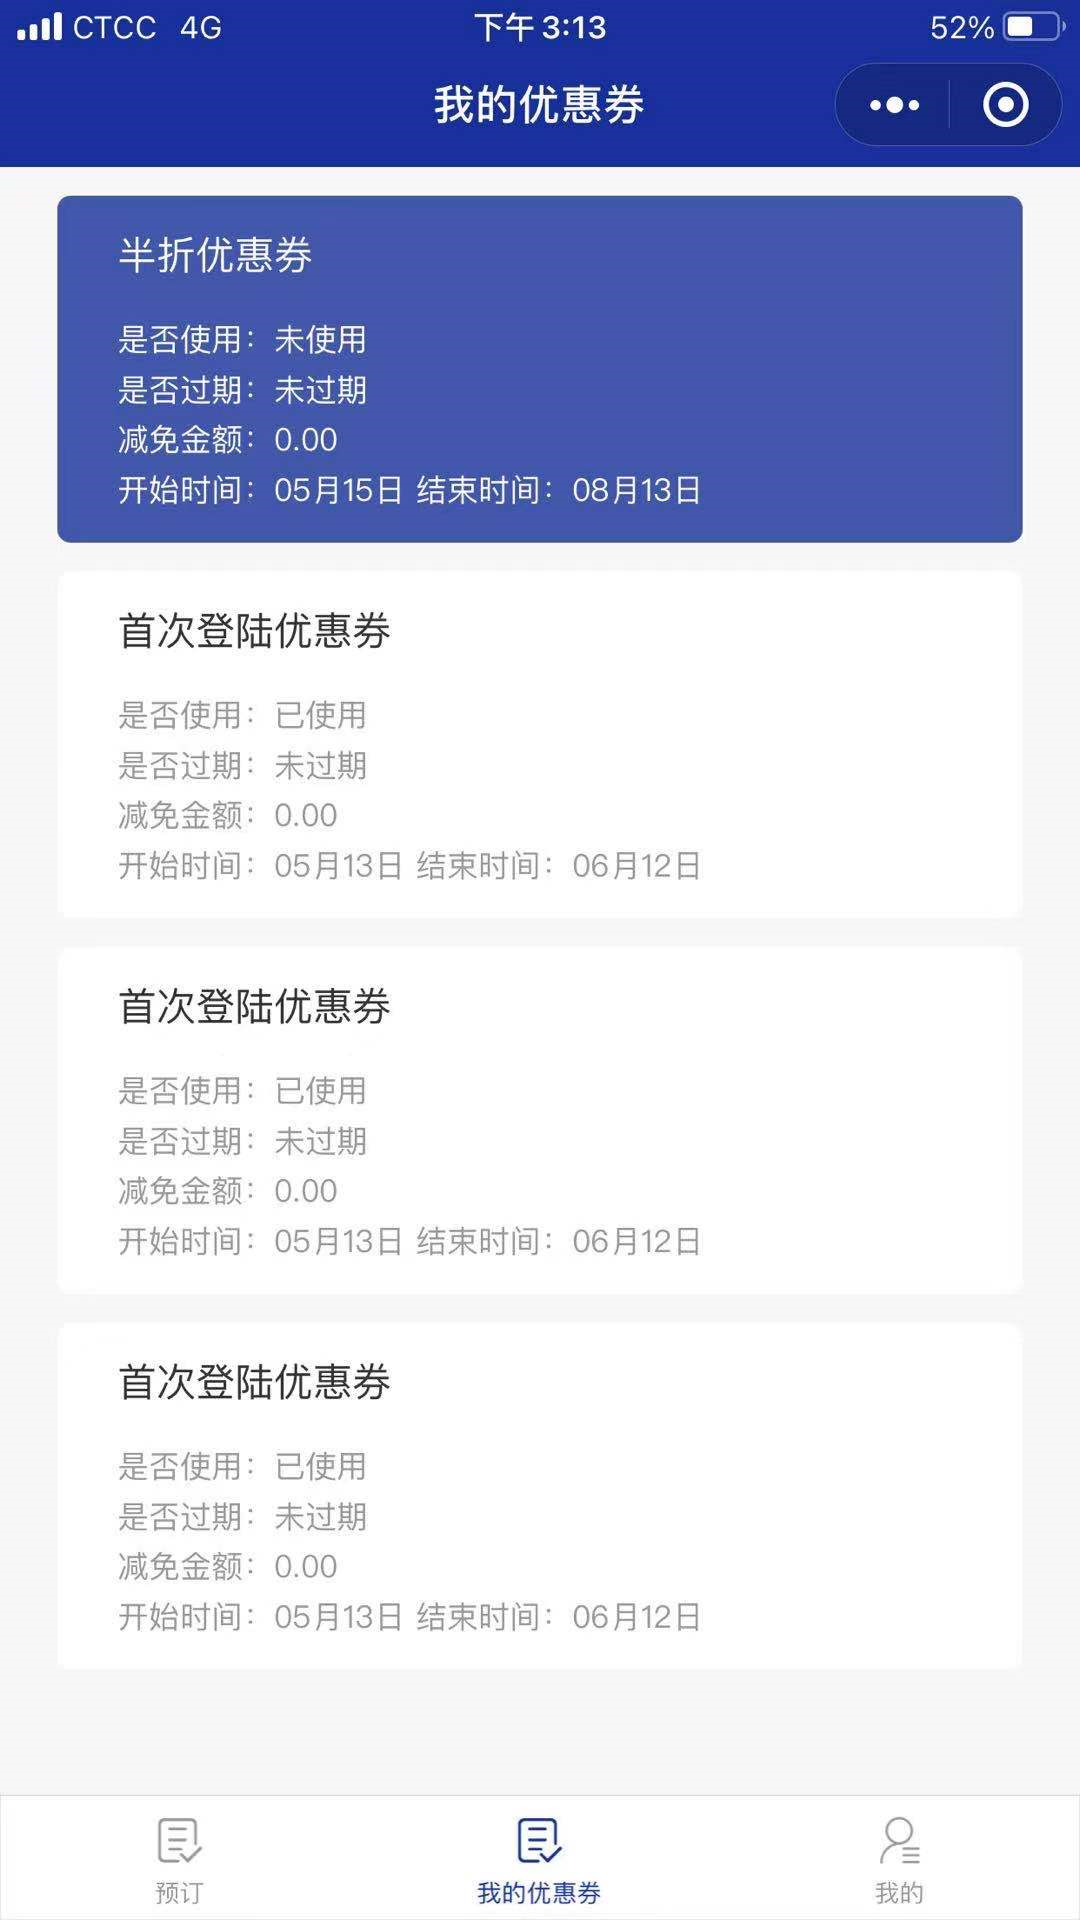 CTCC 4G 下午3:13 52%
我的优惠券
半折优惠券
是否使用：未使用
是否过期：未过期
减免金额：0.00
开始时间：05月15日 结束时间：08月13日
首次登陆优惠券
是否使用：已使用
是否过期：未过期
减免金额：0.00
开始时间：05月13日 结束时间：06月12日
首次登陆优惠券
是否使用：已使用
是否过期：未过期
减免金额：0.00
开始时间：05月13日 结束时间：06月12日
首次登陆优惠券
是否使用：已使用
是否过期：未过期
减免金额：0.00
开始时间：05月13日 结束时间：06月12日
预订 我的优惠券 我的